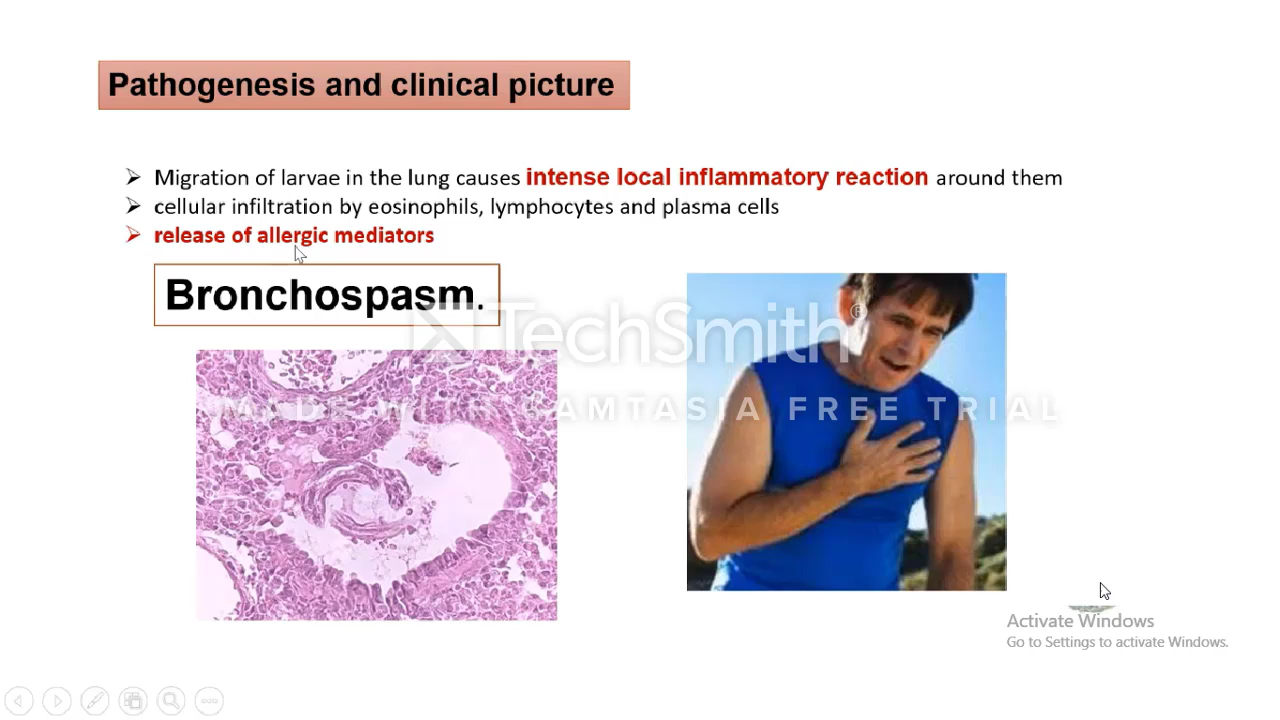 Pathogenesis and clinical picture
Migration of larvae in the lung causes intense local inflammatory reaction around them
cellular infiltration by eosinophils, lymphocytes and plasma cells
release of allergic mediators
Bronchospasm.
TechSmith®
MADE WITH CAMTASIA FREE TRIAL
Activate Windows
Go to Settings to activate Windows.